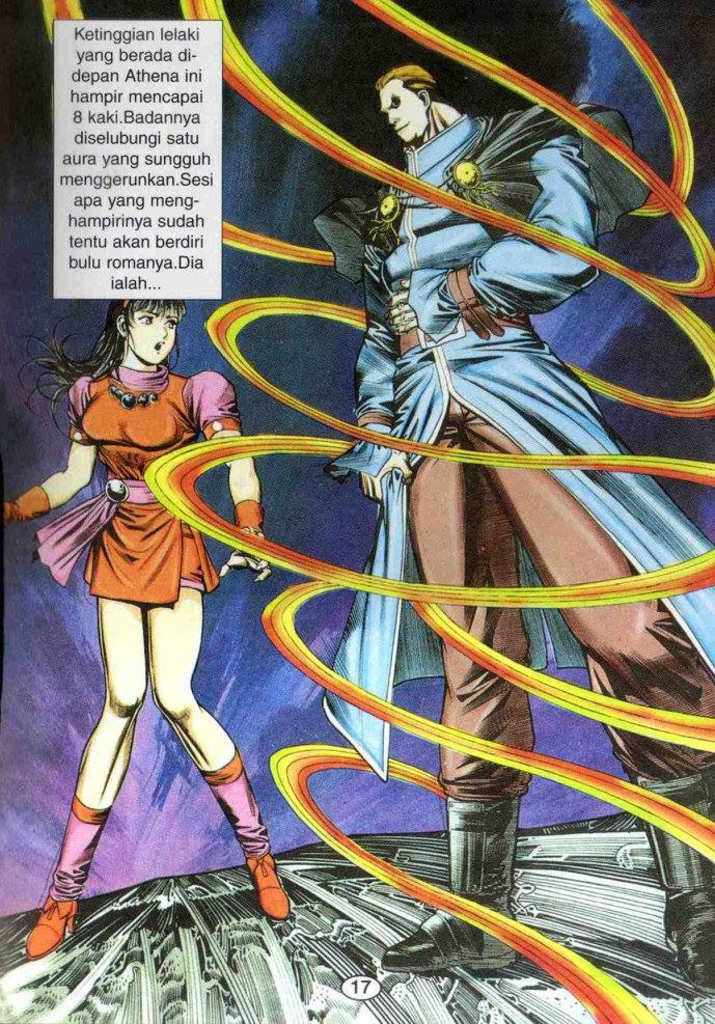 Ketinggian lelaki
yang berada di-
depan Athena ini
hampir mencapai
8 kaki.Badannya
diselubungi satu
aura yang sungguh
menggerunkan.Sesi
apa yang meng-
hampirinya sudah
tentu akan berdiri
bulu romanya.Dia
ialah...
17